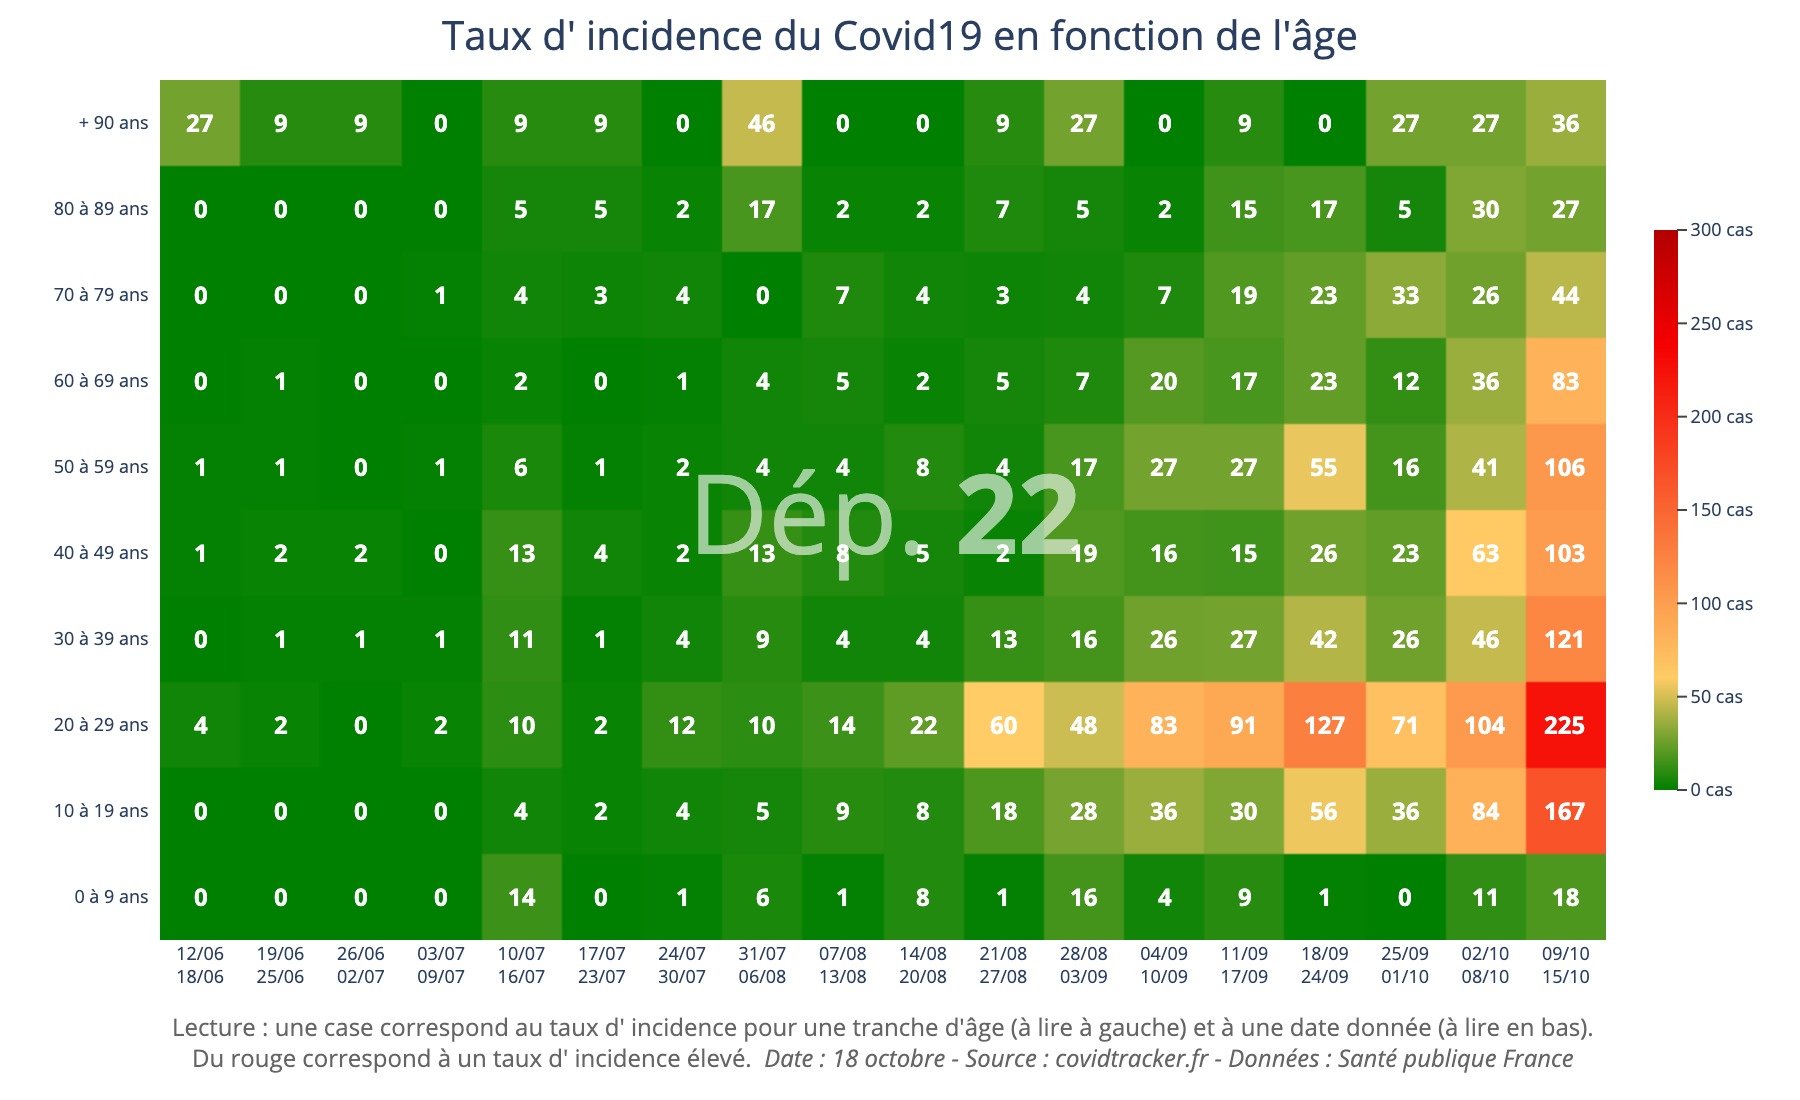 Taux d' incidence du Covid19 en fonction de l'âge
+ 90 ans 27 9 9 0 9 9 0 46 0 0 9 27 0 9 0 27 27 36
80 à 89 ans 0 0 0 0 5 5 2 17 2 2 7 5 2 15 17 5 30 27
70 à 79 ans 0 0 0 1 4 3 4 0 7 4 3 4 7 19 23 33 26 44
60 à 69 ans 0 1 0 0 2 0 1 4 5 2 5 7 20 17 23 12 36 83
50 à 59 ans 1 1 0 1 6 1 2 4 4 8 4 17 27 27 55 16 41 106
Dép. 22
40 à 49 ans 1 2 2 0 13 4 2 13 8 5 2 19 16 15 26 23 63 103
30 à 39 ans 0 1 1 1 11 1 4 9 4 4 13 16 26 27 42 26 46 121
20 à 29 ans 4 2 0 2 10 2 12 10 14 22 60 48 83 91 127 71 104 225
10 à 19 ans 0 0 0 0 4 2 4 5 9 8 18 28 36 30 56 36 84 167
0 à 9 ans 0 0 0 0 14 0 1 6 1 8 1 16 4 9 1 0 11 18
12/06 19/06 26/06 03/07 10/07 17/07 24/07 31/07 07/08 14/08 21/08 28/08 04/09 11/09 18/09 25/09 02/10 09/10
18/06 25/06 02/07 09/07 16/07 23/07 30/07 06/08 13/08 20/08 27/08 03/09 10/09 17/09 24/09 01/10 08/10 15/10
300 cas
250 cas
200 cas
150 cas
100 cas
50 cas
0 cas
Lecture : une case correspond au taux d' incidence pour une tranche d'âge (à lire à gauche) et à une date donnée (à lire en bas).
Du rouge correspond à un taux d' incidence élevé. Date : 18 octobre - Source : covidtracker.fr - Données : Santé publique France